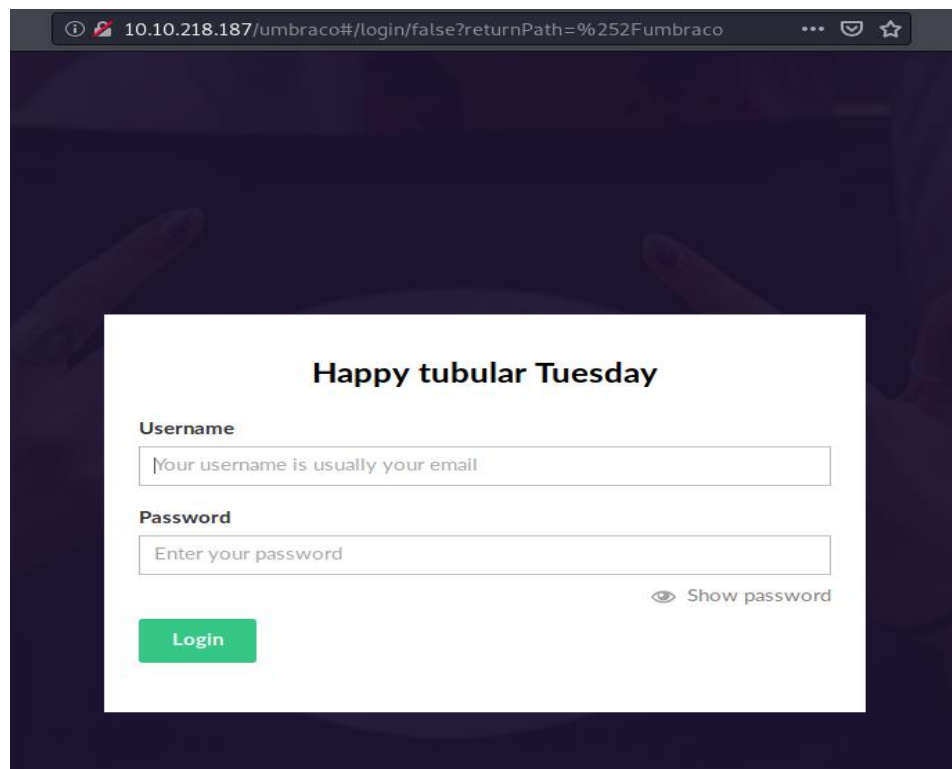 10.10.218.187/umbraco#/login/false?returnPath=%252Fumbraco
Happy tubular Tuesday
Username
Your username is usually your email
Password
Enter your password
Show password
Login